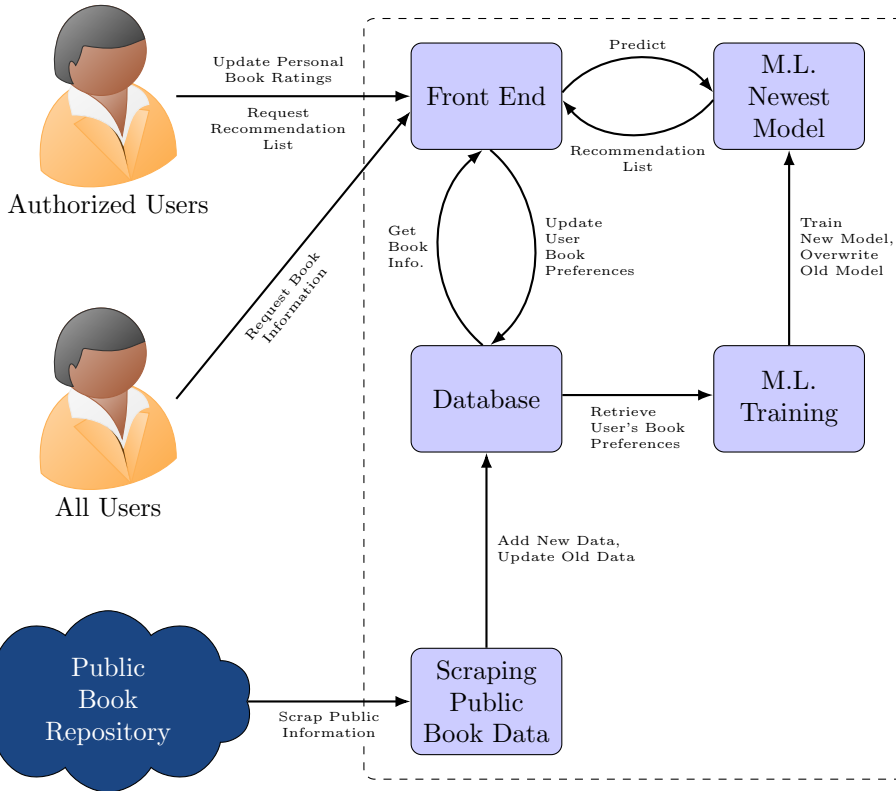 Update Personal
Book Ratings
Request
Recommendation
List
Authorized Users
Front End
Predict
Recommendation
List
M.L.
Newest
Model
Get
Book
Info.
Update
User
Book
Preferences
Train
New Model,
Overwrite
Old Model
Request Book
Information
All Users
Database
Retrieve
User's Book
Preferences
M.L.
Training
Add New Data,
Update Old Data
Public
Book
Repository
Scrap Public
Information
Scraping
Public
Book Data